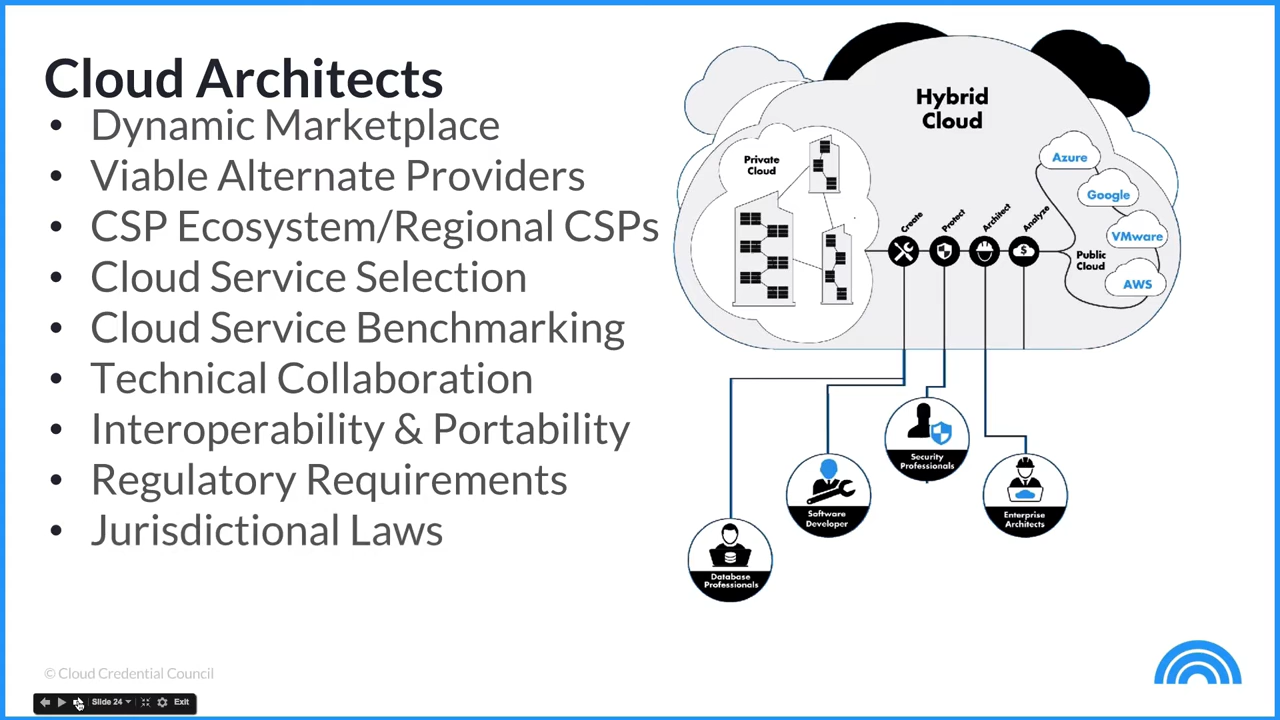 Cloud Architects
• Dynamic Marketplace
• Viable Alternate Providers
• CSP Ecosystem/Regional CSPs
• Cloud Service Selection
• Cloud Service Benchmarking
• Technical Collaboration
• Interoperability & Portability
• Regulatory Requirements
• Jurisdictional Laws
Hybrid
Cloud
Private
Cloud
Create
Protect
Architect
Analyze
Public
Cloud
Azure
Google
VMware
AWS
Security
Professionals
Software
Developer
Enterprise
Architects
Database
Professionals
© Cloud Credential Council
Slide 24
Exit